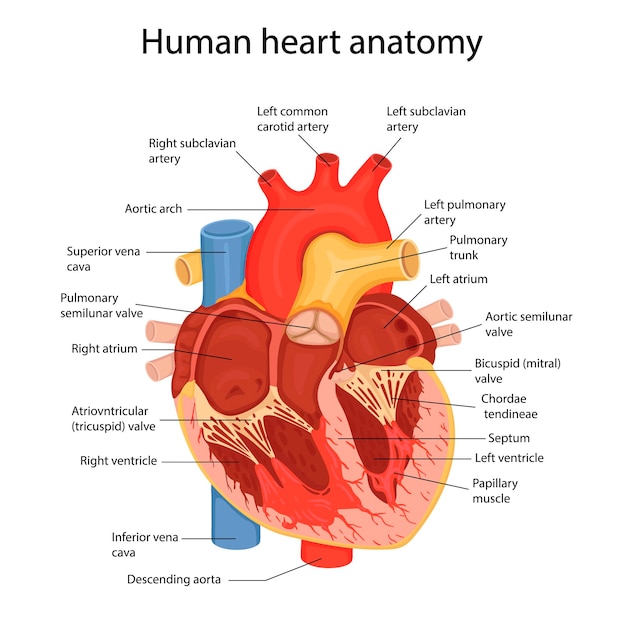 Human heart anatomy
Left common
carotid artery
Left subclavian
artery
Right subclavian
artery
Aortic arch
Left pulmonary
artery
Pulmonary
trunk
Superior vena
cava
Left atrium
Pulmonary
semilunar valve
Aortic semilunar
valve
Right atrium
Bicuspid (mitral)
valve
Chordae
tendineae
Atriovntricular
(tricuspid) valve
Septum
Right ventricle
Left ventricle
Papillary
muscle
Inferior vena
cava
Descending aorta